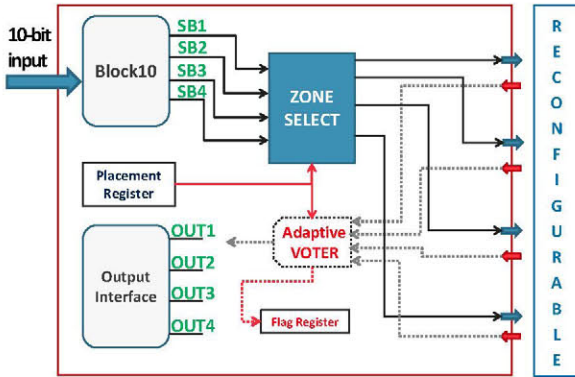 10-bit
input
Block10
SB1
SB2
SB3
SB4
ZONE
SELECT
Placement
Register
Adaptive
VOTER
Output
Interface
OUT1
OUT2
OUT3
OUT4
Flag Register
RECONFIGURABLE